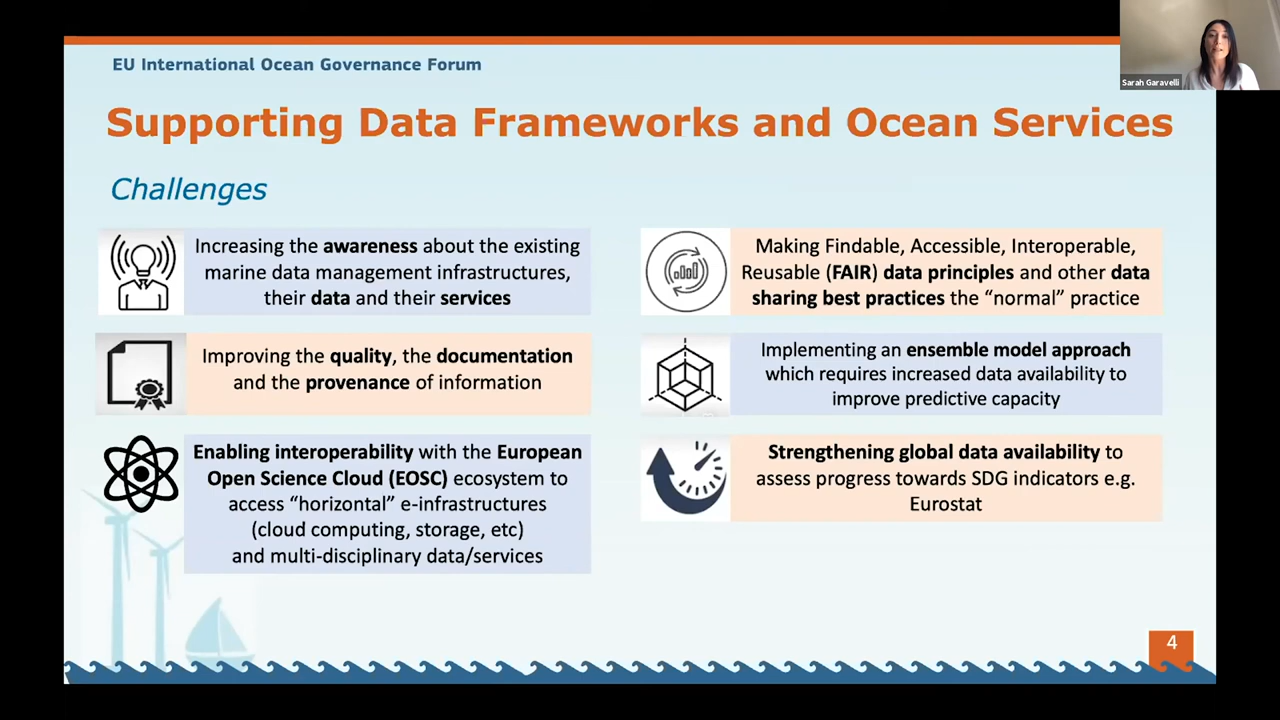 EU International Ocean Governance Forum
Sarah Garavelli
Supporting Data Frameworks and Ocean Services
Challenges
Increasing the awareness about the existing
marine data management infrastructures,
their data and their services
Improving the quality, the documentation
and the provenance of information
Enabling interoperability with the European
Open Science Cloud (EOSC) ecosystem to
access “horizontal” e-infrastructures
(cloud computing, storage, etc)
and multi-disciplinary data/services
Making Findable, Accessible, Interoperable,
Reusable (FAIR) data principles and other data
sharing best practices the “normal” practice
Implementing an ensemble model approach
which requires increased data availability to
improve predictive capacity
Strengthening global data availability to
assess progress towards SDG indicators e.g.
Eurostat
4